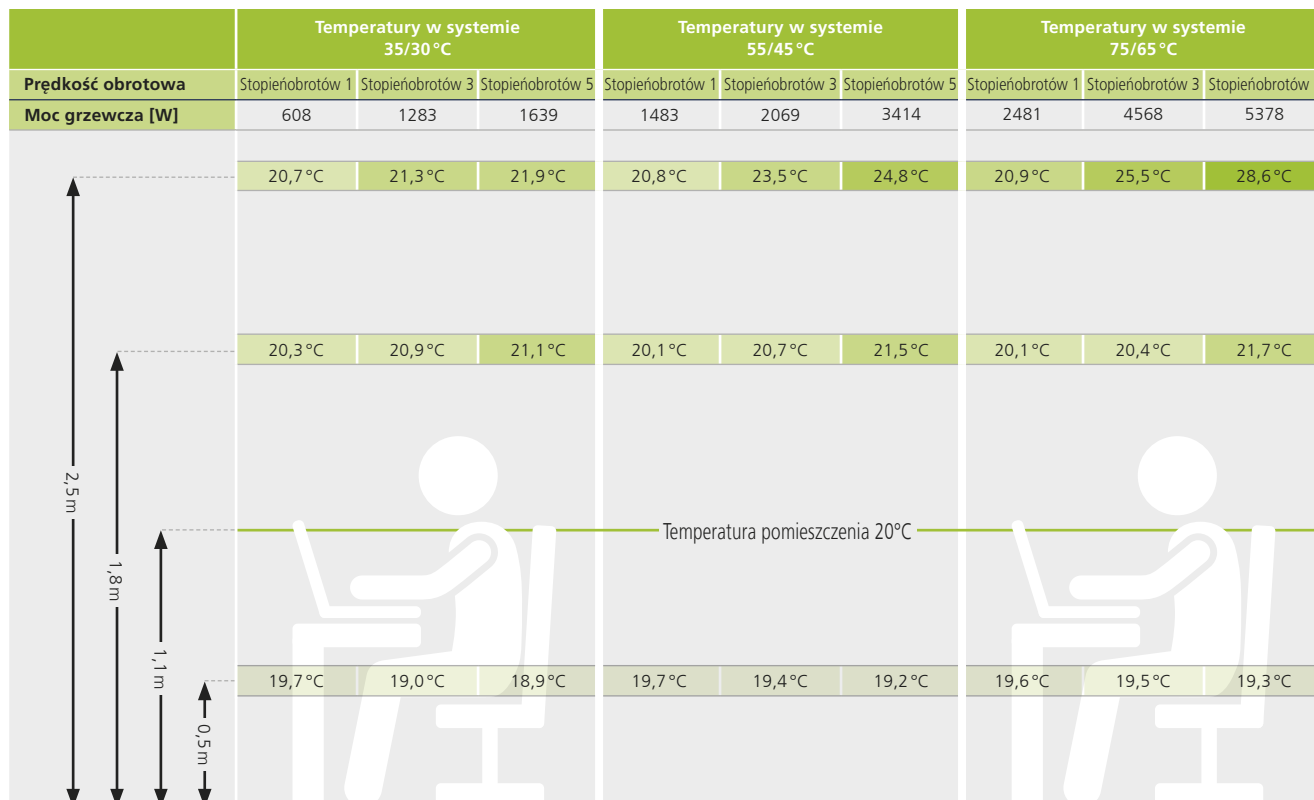 Temperatury w systemie
35/30 °C
Temperatury w systemie
55/45 °C
Temperatury w systemie
75/65 °C
Prędkość obrotowa Stopieńobrotów 1 Stopieńobrotów 3 Stopieńobrotów 5 Stopieńobrotów 1 Stopieńobrotów 3 Stopieńobrotów 5 Stopieńobrotów 1 Stopieńobrotów 3 Stopieńobrotów
Moc grzewcza [W] 608 1283 1639 1483 2069 3414 2481 4568 5378
20,7 °C 21,3 °C 21,9 °C 20,8 °C 23,5 °C 24,8 °C 20,9 °C 25,5 °C 28,6 °C
20,3 °C 20,9 °C 21,1 °C 20,1 °C 20,7 °C 21,5 °C 20,1 °C 20,4 °C 21,7 °C
2,5 m
Temperatura pomieszczenia 20°C
1,8 m
1,1 m
19,7 °C 19,0 °C 18,9 °C 19,7 °C 19,4 °C 19,2 °C 19,6 °C 19,5 °C 19,3 °C
0,5 m